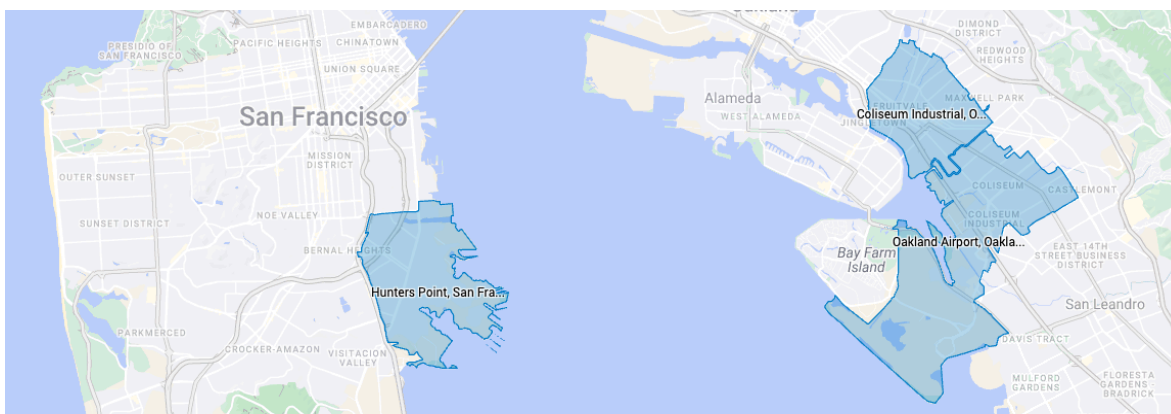 EMBARCADERO
PRESIDIO OF
SAN FRANCISCO
PACIFIC HEIGHTS
CHINATOWN
UNION SQUARE
San Francisco
MISSION
DISTRICT
OUTER SUNSET
NOE VALLEY
SUNSET DISTRICT
BERNAL HEIGHTS
Hunters Point, San Fra...
PARKMERCED
CROCKER-AMAZON
VISITACION
VALLEY
Oakland
DIMOND
DISTRICT
REDWOOD
HEIGHTS
Alameda
WEST ALAMEDA
FRUITVALE
MAXWELL PARK
Coliseum Industrial, O...
JINGLETOWN
COLISEUM
CASTLEMONT
COLISEUM
INDUSTRIAL
Oakland Airport, Oakla...
Bay Farm
Island
EAST 14TH
STREET BUSINESS
DISTRICT
San Leandro
DAVIS TRACT
MULFORD
GARDENS
FLORESTA
GARDENS -
BRADRICK